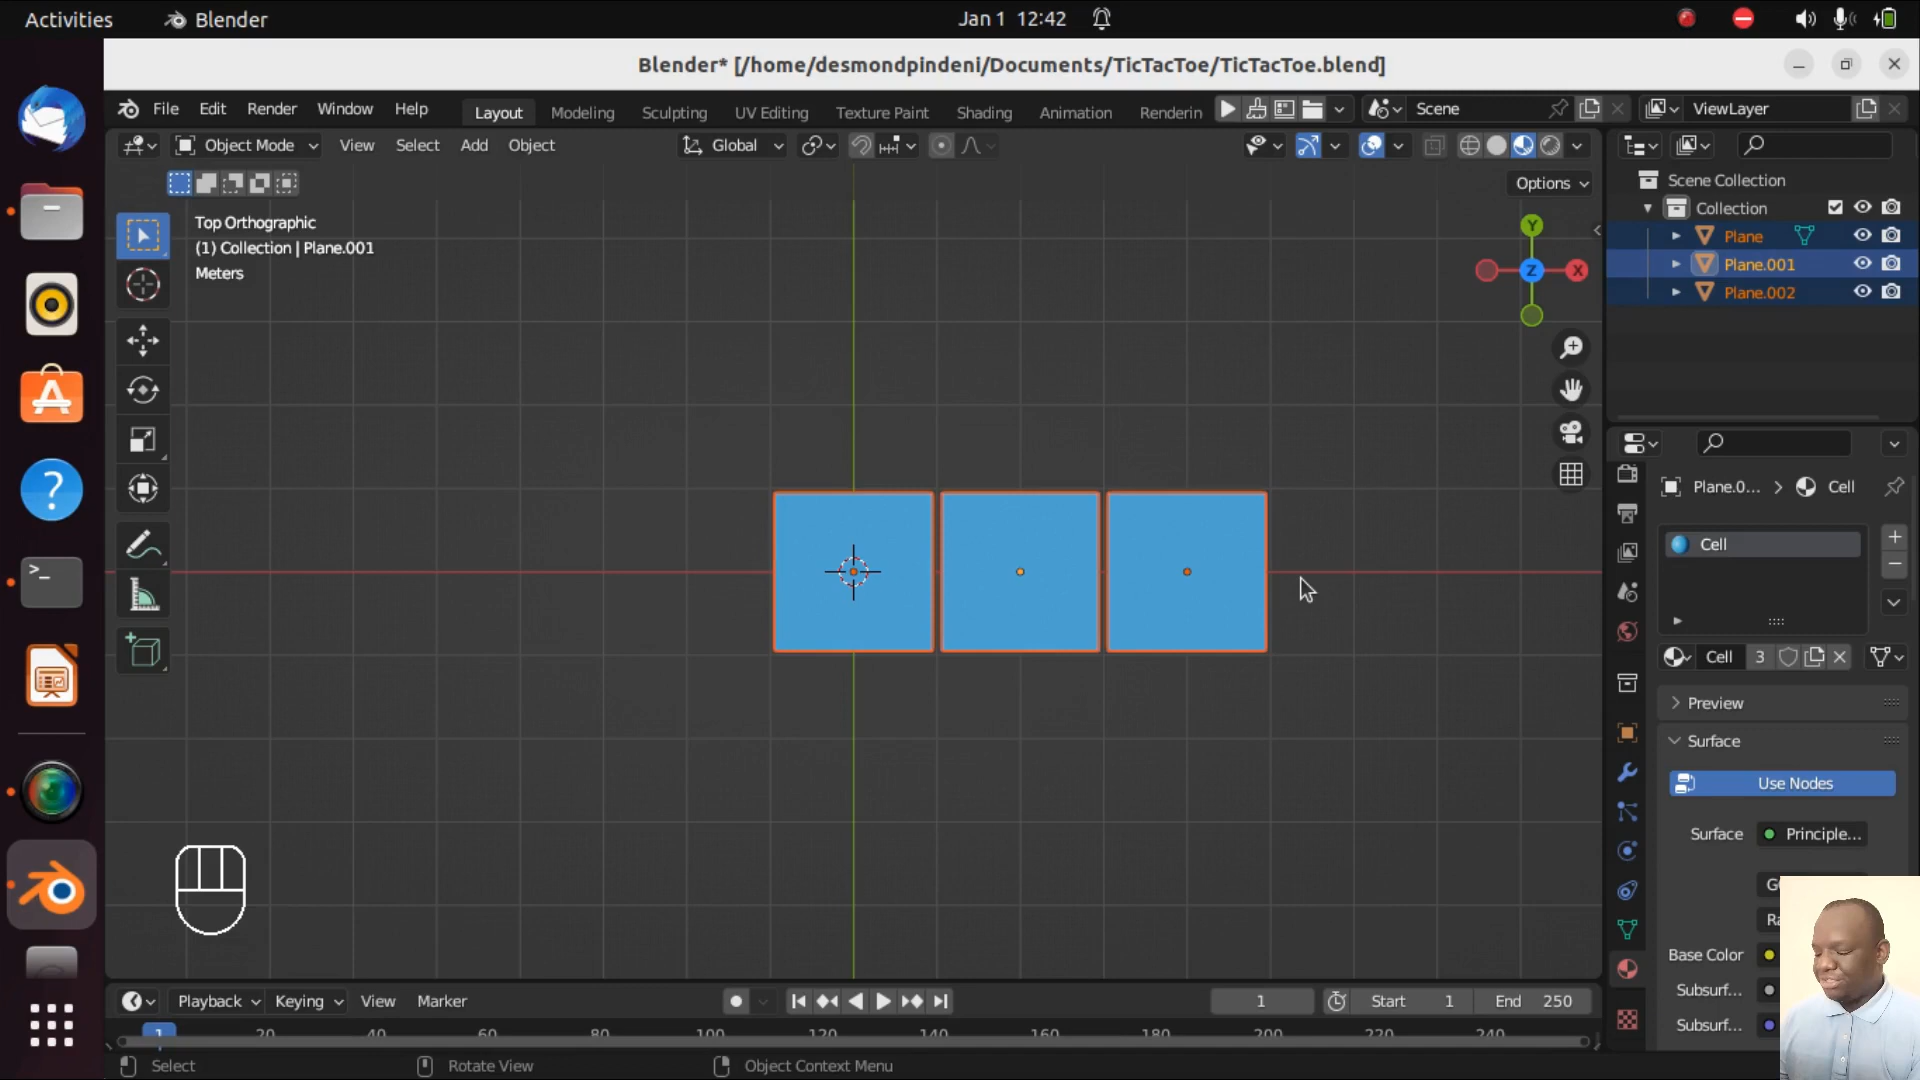 Activities Blender Jan 1 12:42
Blender* [/home/desmondpindeni/Documents/TicTacToe/TicTacToe.blend]
File Edit Render Window Help Layout Modeling Sculpting UV Editing Texture Paint Shading Animation Renderin Scene ViewLayer
Object Mode View Select Add Object Global
Options
Scene Collection
Collection
Plane
Plane.001
Plane.002
Top Orthographic
(1) Collection | Plane.001
Meters
Y
Z X
Plane.0... > Cell
Cell
Cell 3
Preview
Surface
Use Nodes
Surface Principle...
Base Color
Subsurf...
Subsurf...
Playback Keying View Marker 1 Start 1 End 250
1 20 40 60 80 100 120 140 160 180 200 220 240
Select Rotate View Object Context Menu